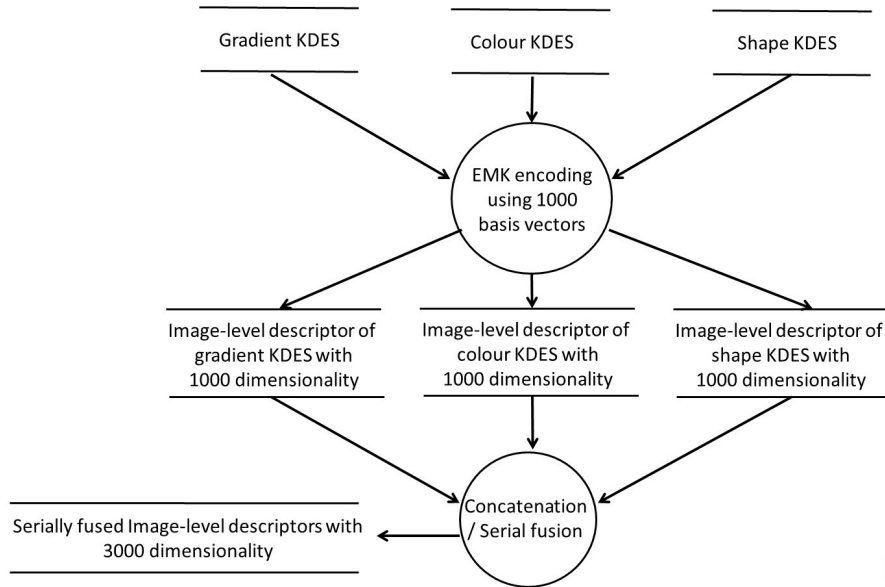 Gradient KDES
Colour KDES
Shape KDES
EMK encoding
using 1000
basis vectors
Image-level descriptor of
gradient KDES with
1000 dimensionality
Image-level descriptor of
colour KDES with
1000 dimensionality
Image-level descriptor of
shape KDES with
1000 dimensionality
Concatenation
/ Serial fusion
Serially fused Image-level descriptors with
3000 dimensionality